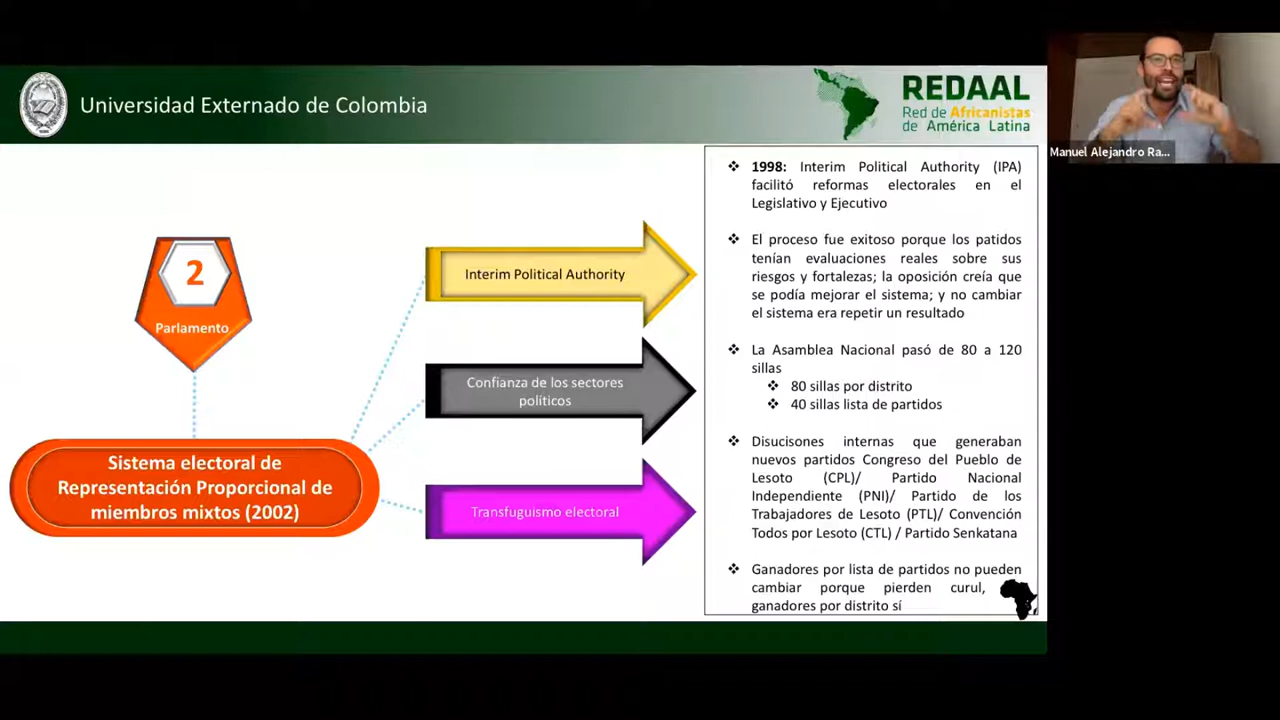 Universidad Externado de Colombia
REDAAL
Red de Africanistas
de América Latina
Manuel Alejandro Ra...
2
Parlamento
Sistema electoral de
Representación Proporcional de
miembros mixtos (2002)
Interim Political Authority
Confianza de los sectores
políticos
Transfuguismo electoral
❖ 1998: Interim Political Authority (IPA)
facilitó reformas electorales en el
Legislativo y Ejecutivo
❖ El proceso fue exitoso porque los patidos
tenían evaluaciones reales sobre sus
riesgos y fortalezas; la oposición creía que
se podía mejorar el sistema; y no cambiar
el sistema era repetir un resultado
❖ La Asamblea Nacional pasó de 80 a 120
sillas
❖ 80 sillas por distrito
❖ 40 sillas lista de partidos
❖ Disucisones internas que generaban
nuevos partidos Congreso del Pueblo de
Lesoto (CPL)/ Partido Nacional
Independiente (PNI)/ Partido de los
Trabajadores de Lesoto (PTL)/ Convención
Todos por Lesoto (CTL) / Partido Senkatana
❖ Ganadores por lista de partidos no pueden
cambiar porque pierden curul,
ganadores por distrito sí